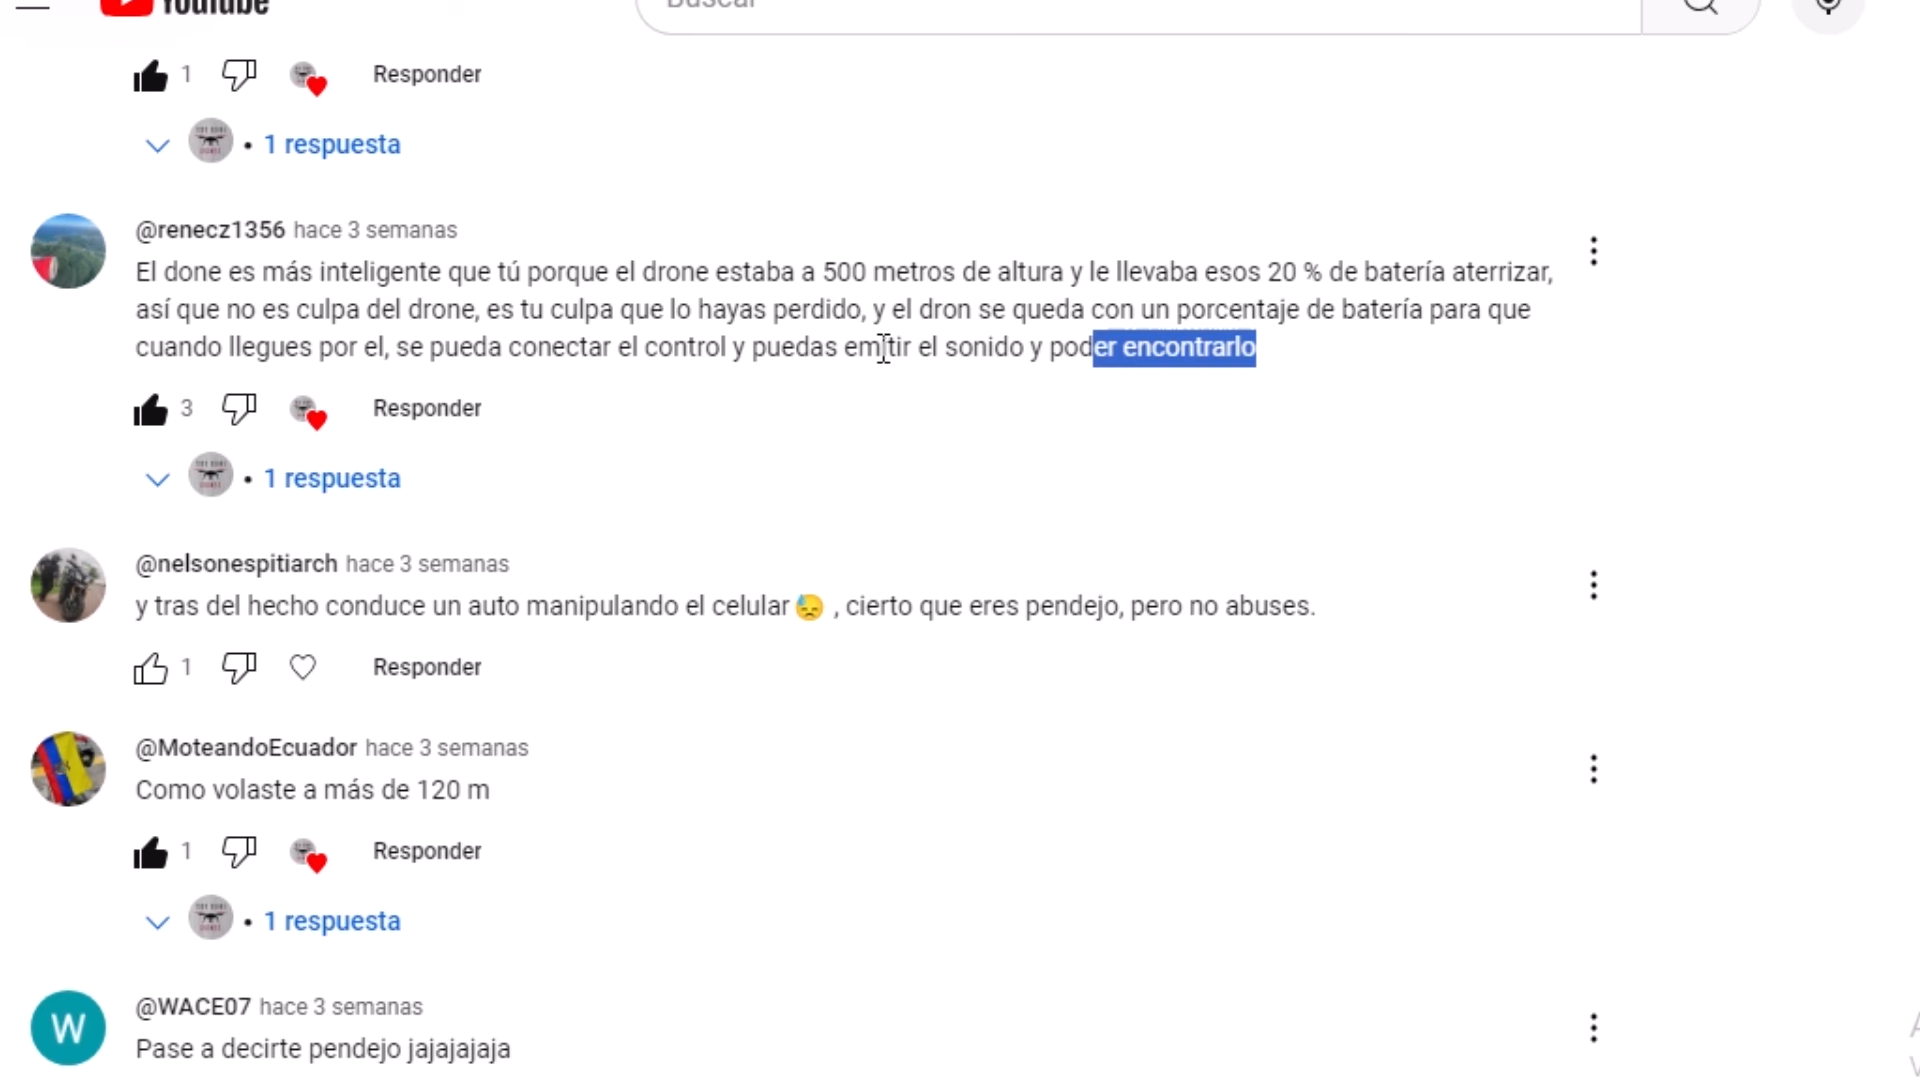 YouTube
Buscar
1 Responder
• 1 respuesta
@renecz1356 hace 3 semanas
El done es más inteligente que tú porque el drone estaba a 500 metros de altura y le llevaba esos 20 % de batería aterrizar,
así que no es culpa del drone, es tu culpa que lo hayas perdido, y el dron se queda con un porcentaje de batería para que
cuando llegues por el, se pueda conectar el control y puedas emitir el sonido y poder encontrarlo
3 Responder
• 1 respuesta
@nelsonespitiarch hace 3 semanas
y tras del hecho conduce un auto manipulando el celular 😓 , cierto que eres pendejo, pero no abuses.
1 Responder
@MoteandoEcuador hace 3 semanas
Como volaste a más de 120 m
1 Responder
• 1 respuesta
W
@WACE07 hace 3 semanas
Pase a decirte pendejo jajajajaja